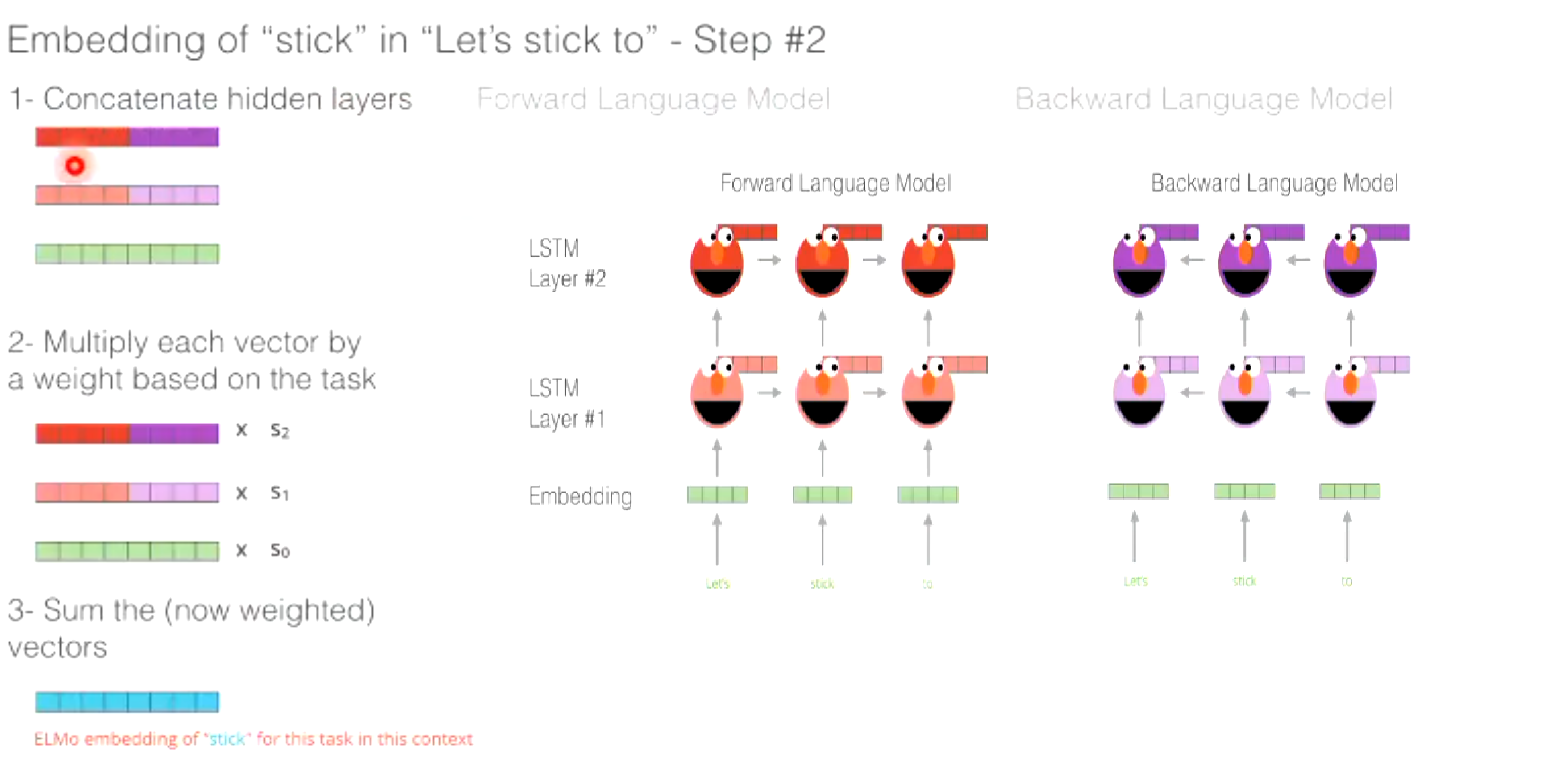 Embedding of “stick” in “Let’s stick to” - Step #2
1- Concatenate hidden layers
Forward Language Model
Backward Language Model
Forward Language Model
Backward Language Model
LSTM
Layer #2
LSTM
Layer #1
Embedding
Let's
stick
to
Let's
stick
to
2- Multiply each vector by
a weight based on the task
x s₂
x s₁
x s₀
3- Sum the (now weighted)
vectors
ELMo embedding of “stick” for this task in this context